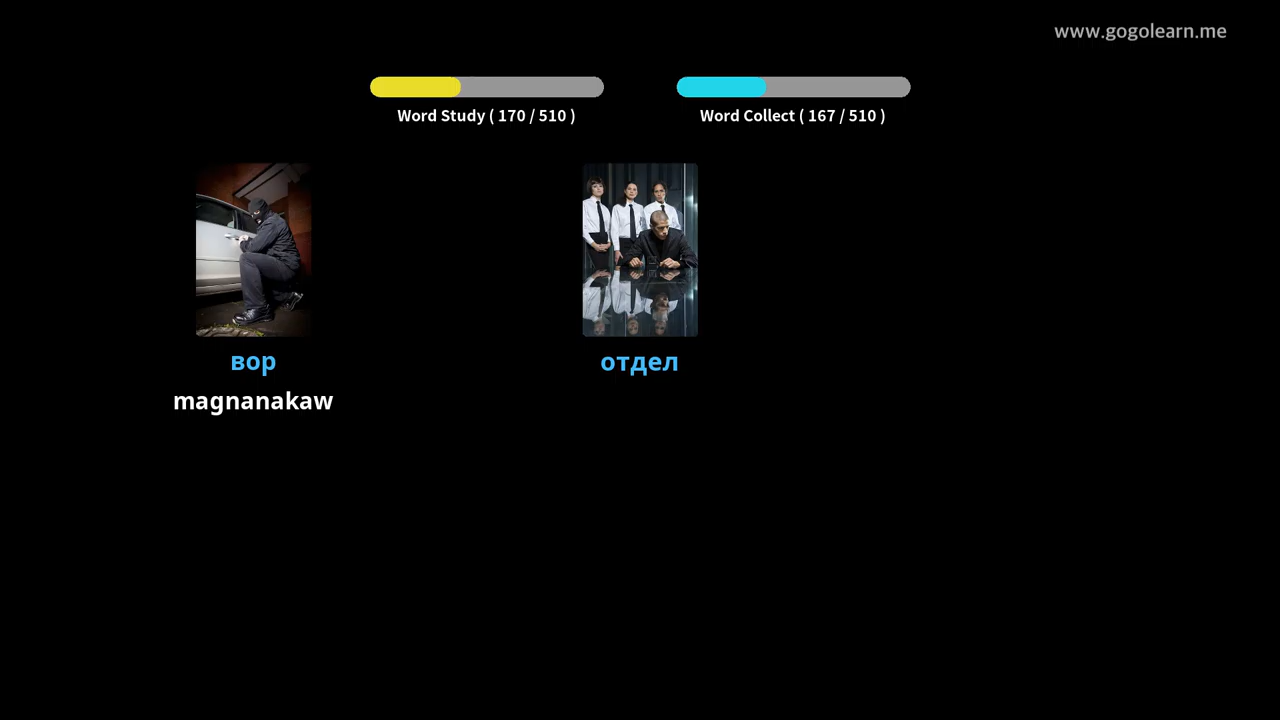 www.gogolearn.me
Word Study ( 170 / 510 )
Word Collect ( 167 / 510 )
вор
отдел
magnanakaw